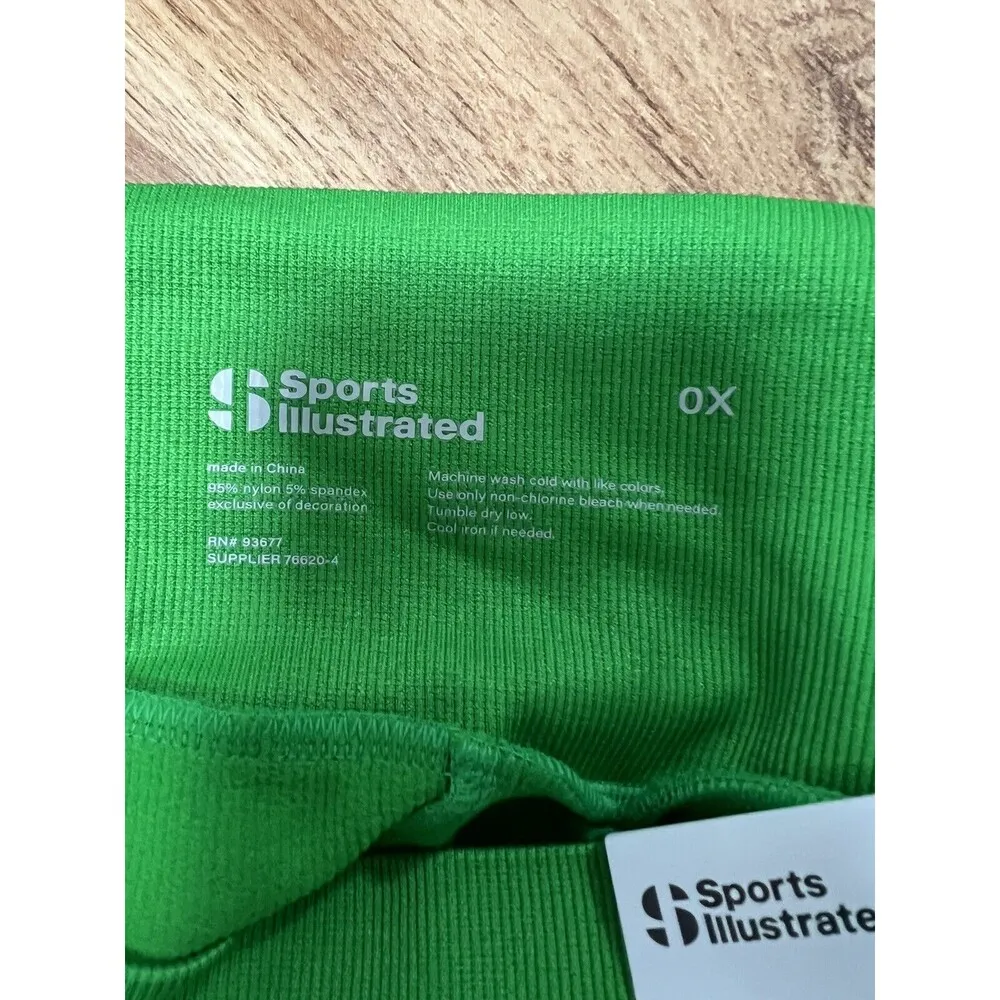 Sports
Illustrated
0X
made in China
95% nylon 5% spandex
exclusive of decoration
RN# 93677
SUPPLIER 76620-4
Machine wash cold with like colors.
Use only non-chlorine bleach when needed.
Tumble dry low.
Cool iron if needed.
Sports
Illustrate